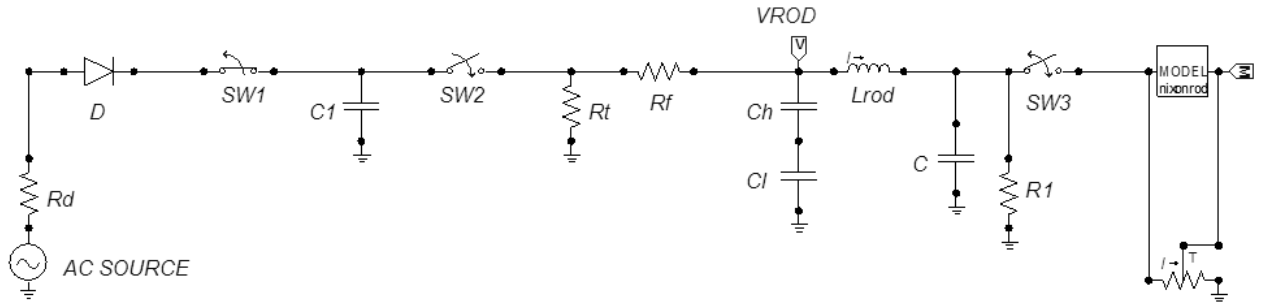 VROD
V
I→
MODEL
nixonrod
M
D
SW1
SW2
Rf
Lrod
SW3
C1
Rt
Ch
Rd
Cl
C
R1
AC SOURCE
I→
T